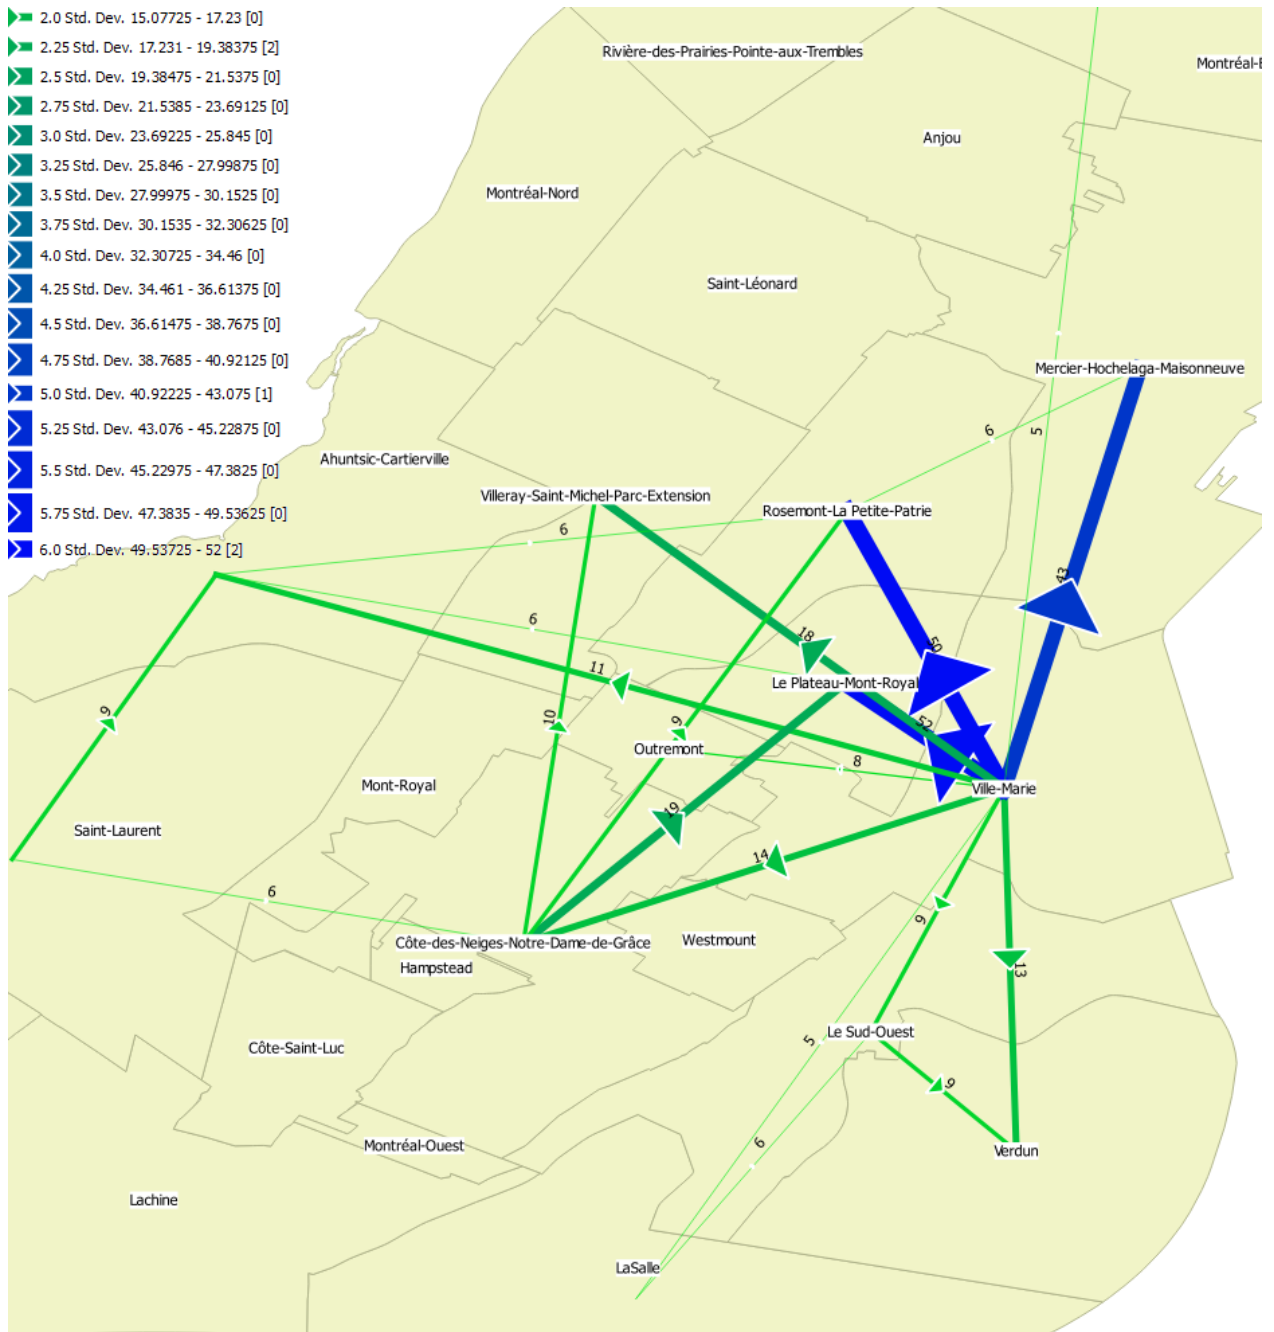 2.0 Std. Dev. 15.07725 - 17.23 [0]
2.25 Std. Dev. 17.231 - 19.38375 [2]
2.5 Std. Dev. 19.38475 - 21.5375 [0]
2.75 Std. Dev. 21.5385 - 23.69125 [0]
3.0 Std. Dev. 23.69225 - 25.845 [0]
3.25 Std. Dev. 25.846 - 27.99875 [0]
3.5 Std. Dev. 27.99975 - 30.1525 [0]
3.75 Std. Dev. 30.1535 - 32.30625 [0]
4.0 Std. Dev. 32.30725 - 34.46 [0]
4.25 Std. Dev. 34.461 - 36.61375 [0]
4.5 Std. Dev. 36.61475 - 38.7675 [0]
4.75 Std. Dev. 38.7685 - 40.92125 [0]
5.0 Std. Dev. 40.92225 - 43.075 [1]
5.25 Std. Dev. 43.076 - 45.22875 [0]
5.5 Std. Dev. 45.22975 - 47.3825 [0]
5.75 Std. Dev. 47.3835 - 49.53625 [0]
6.0 Std. Dev. 49.53725 - 52 [2]
Rivière-des-Prairies-Pointe-aux-Trembles
Montréal-E
Anjou
Montréal-Nord
Saint-Léonard
Mercier-Hochelaga-Maisonneuve
6
5
Ahuntsic-Cartierville
Villeray-Saint-Michel-Parc-Extension
Rosemont-La Petite-Patrie
6
43
6
18
50
11
Le Plateau-Mont-Royal
9
10
9
52
Outremont
8
Mont-Royal
Ville-Marie
19
Saint-Laurent
14
6
9
Côte-des-Neiges-Notre-Dame-de-Grâce
Westmount
Hampstead
13
Le Sud-Ouest
5
Côte-Saint-Luc
9
6
Montréal-Ouest
Verdun
Lachine
LaSalle